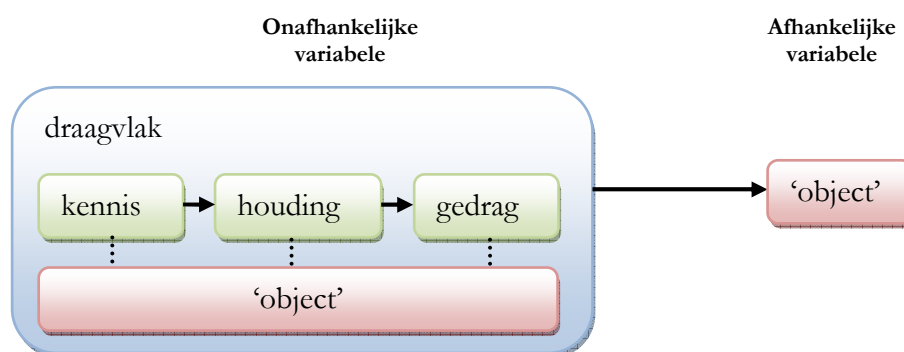 Onafhankelijke
variabele
Afhankelijke
variabele
draagvlak
kennis
houding
gedrag
‘object’
‘object’